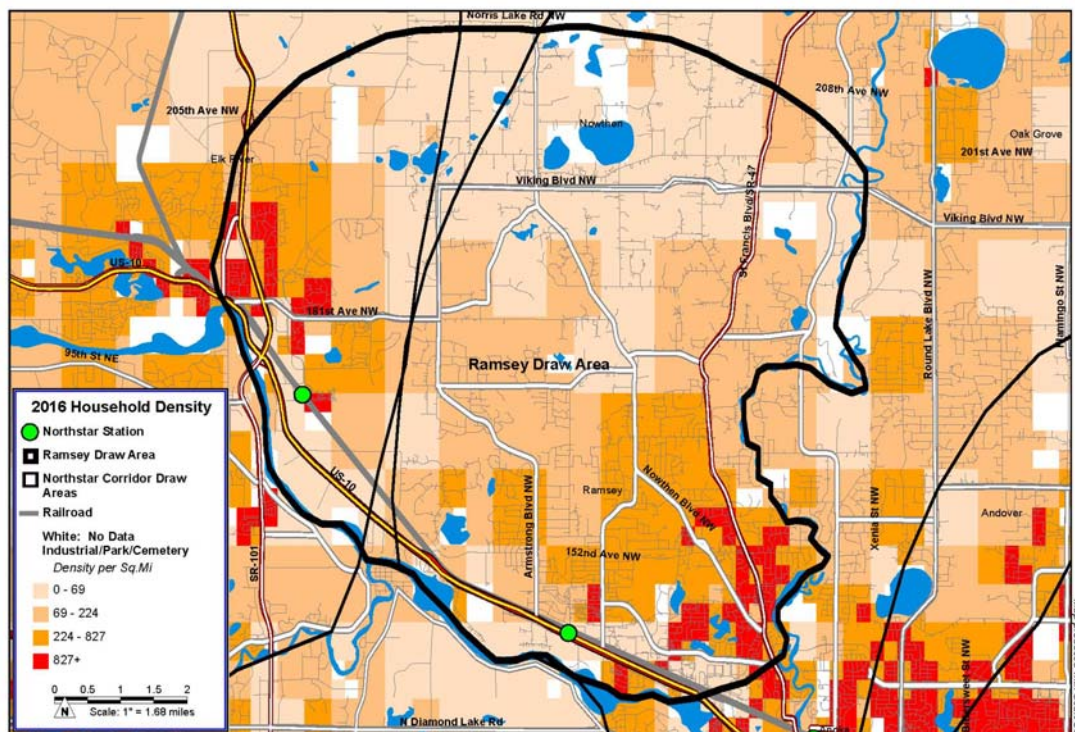 Norris Lake Rd NW
205th Ave NW
208th Ave NW
Nowthen
Oak Grove
201st Ave NW
Elk River
Viking Blvd NW
St Francis Blvd/SR-47
Viking Blvd NW
US-10
181st Ave NW
Round Lake Blvd NW
Flamingo St NW
95th St NE
Ramsey Draw Area
2016 Household Density
Northstar Station
Ramsey Draw Area
Northstar Corridor Draw
Areas
Railroad
White: No Data
Industrial/Park/Cemetery
Density per Sq.Mi
0 - 69
69 - 224
224 - 827
827+
0 0.5 1 1.5 2
N
Scale: 1" = 1.68 miles
SR-101
US-10
Ramsey
Armstrong Blvd NW
Nowthen Blvd NW
152nd Ave NW
Xenia St NW
Andover
N Diamond Lake Rd